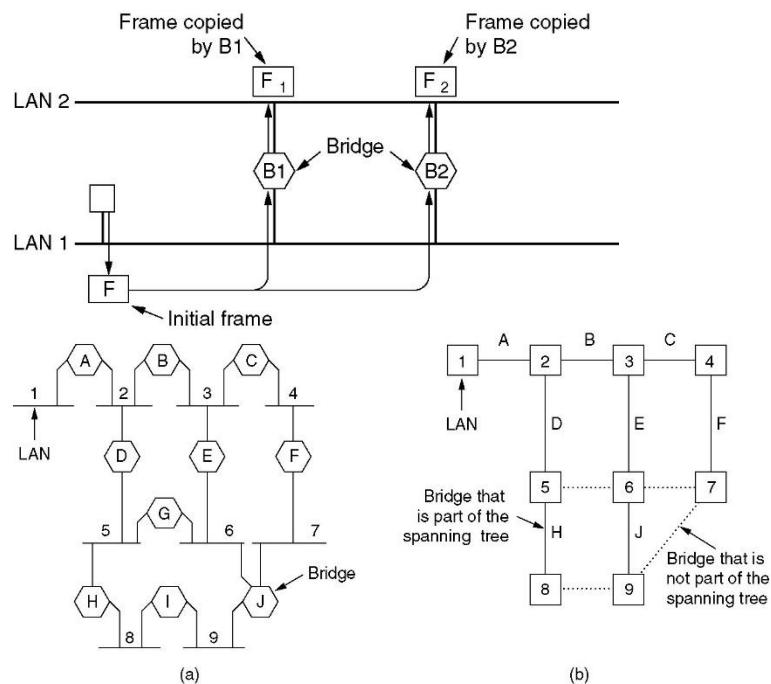 Frame copied
by B1
Frame copied
by B2
F 1
F 2
LAN 2
Bridge
B1
B2
LAN 1
F
Initial frame
A
B
C
1
2
3
4
LAN
D
E
F
G
5
6
7
Bridge
H
I
J
8
9
(a)
A
B
C
1
2
3
4
LAN
D
E
F
5
6
7
Bridge that
is part of the
spanning tree
H
J
Bridge that is
not part of the
spanning tree
8
9
(b)